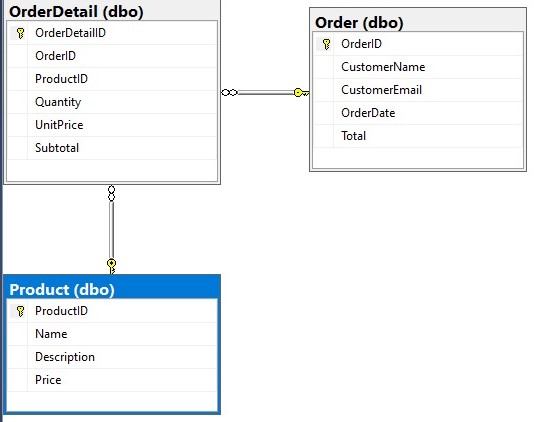 OrderDetail (dbo)
OrderDetailID
OrderID
ProductID
Quantity
UnitPrice
Subtotal
Order (dbo)
OrderID
CustomerName
CustomerEmail
OrderDate
Total
Product (dbo)
ProductID
Name
Description
Price